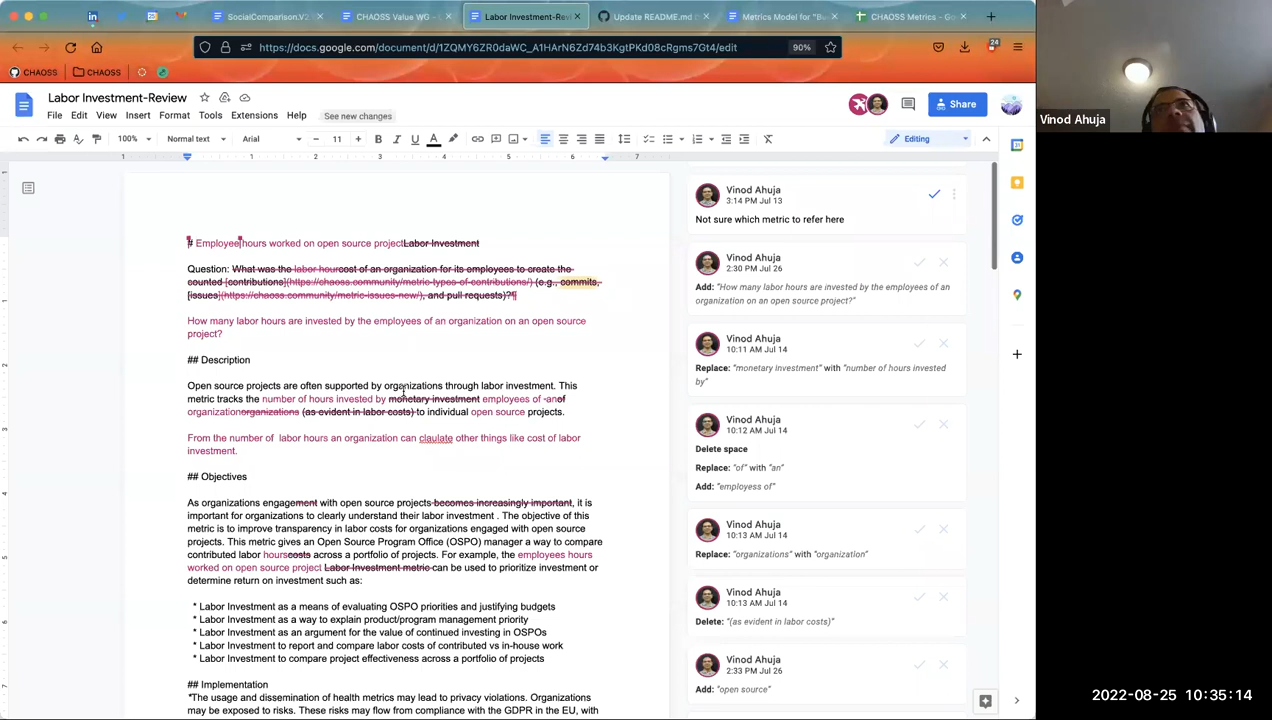 SocialComparison.V2
CHAOSS Value WG -
Labor Investment-Revi
Update README.md
Metrics Model for "Be
CHAOSS Metrics - Go
https://docs.google.com/document/d/1ZQMY6ZR0daWC_A1HArN6Zd74b3KgtPKd08cRgms7Gt4/edit
90%
24
CHAOSS
CHAOSS
Labor Investment-Review
File Edit View Insert Format Tools Extensions Help See new changes
Share
100% Normal text Arial 11 Editing
1 1 2 3 4 5 6 7
# Employee hours worked on open source projectLabor Investment
Question: What was the labor hourcost of an organization for its employees to create the
counted [contributions](https://chaoss.community/metric-types-of-contributions/) (e.g., commits,
[issues](https://chaoss.community/metric-issues-new/), and pull requests)?¶
How many labor hours are invested by the employees of an organization on an open source
project?
## Description
Open source projects are often supported by organizations through labor investment. This
metric tracks the number of hours invested by monetary investment employees of -anof
organizationorganizations (as evident in labor costs) to individual open source projects.
From the number of labor hours an organization can claulate other things like cost of labor
investment.
## Objectives
As organizations engagement with open source projects becomes increasingly important, it is
important for organizations to clearly understand their labor investment . The objective of this
metric is to improve transparency in labor costs for organizations engaged with open source
projects. This metric gives an Open Source Program Office (OSPO) manager a way to compare
contributed labor hourscosts across a portfolio of projects. For example, the employees hours
worked on open source project Labor Investment metric can be used to prioritize investment or
determine return on investment such as:
* Labor Investment as a means of evaluating OSPO priorities and justifying budgets
* Labor Investment as a way to explain product/program management priority
* Labor Investment as an argument for the value of continued investing in OSPOs
* Labor Investment to report and compare labor costs of contributed vs in-house work
* Labor Investment to compare project effectiveness across a portfolio of projects
## Implementation
*The usage and dissemination of health metrics may lead to privacy violations. Organizations
may be exposed to risks. These risks may flow from compliance with the GDPR in the EU, with
Vinod Ahuja
3:14 PM Jul 13
Not sure which metric to refer here
Vinod Ahuja
2:30 PM Jul 26
Add: "How many labor hours are invested by the employees of an
organization on an open source project?"
Vinod Ahuja
10:11 AM Jul 14
Replace: "monetary investment" with "number of hours invested
by"
Vinod Ahuja
10:12 AM Jul 14
Delete space
Replace: "of" with "an"
Add: "employess of"
Vinod Ahuja
10:13 AM Jul 14
Replace: "organizations" with "organization"
Vinod Ahuja
10:13 AM Jul 14
Delete: "(as evident in labor costs)"
Vinod Ahuja
2:33 PM Jul 26
Add: "open source"
Vinod Ahuja
2022-08-25 10:35:14